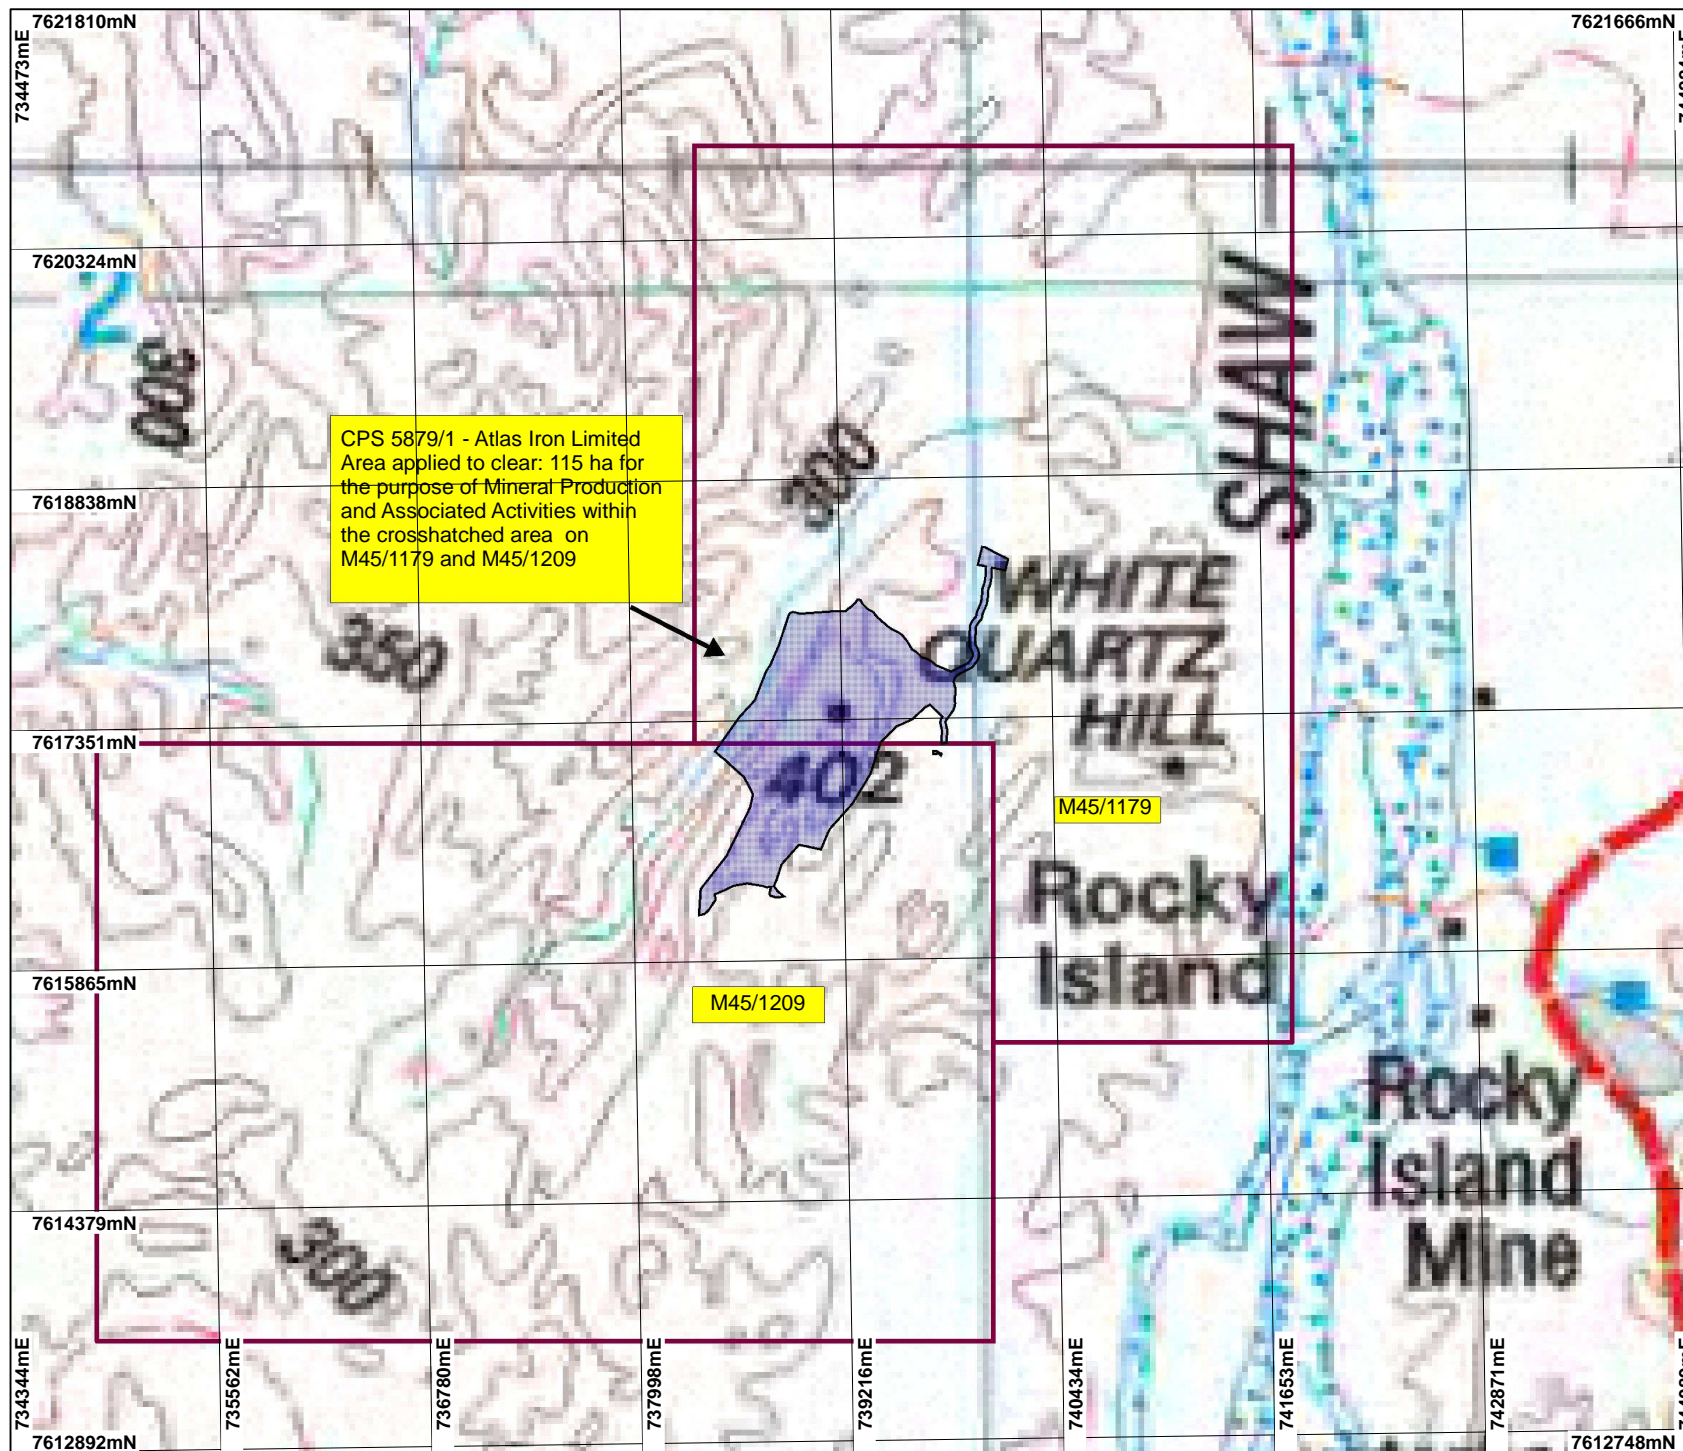 7621810mN
7621666mN
734473mE
7620324mN
2
300
SHAW
CPS 5879/1 - Atlas Iron Limited
Area applied to clear: 115 ha for
the purpose of Mineral Production
and Associated Activities within
the crosshatched area on
M45/1179 and M45/1209
300
7618838mN
350
WHITE
QUARTZ
HILL
7617351mN
402
M45/1179
Rocky
Island
7615865mN
M45/1209
Rocky
Island
Mine
7614379mN
300
734344mE
735562mE
736780mE
737998mE
739216mE
740434mE
741653mE
742871mE
7612892mN
7612748mN